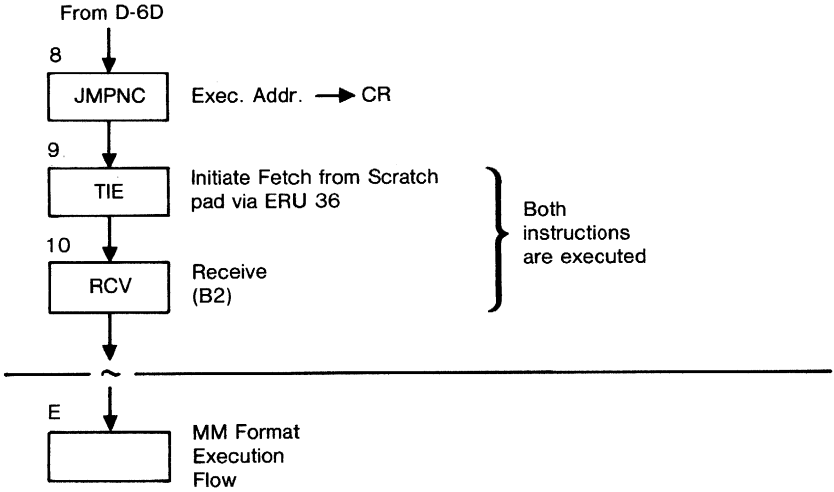 From D-6D
8
JMPNC
Exec. Addr. → CR
9
TIE
Initiate Fetch from Scratch
pad via ERU 36
Both
instructions
are executed
10
RCV
Receive
(B2)
~
E
MM Format
Execution
Flow